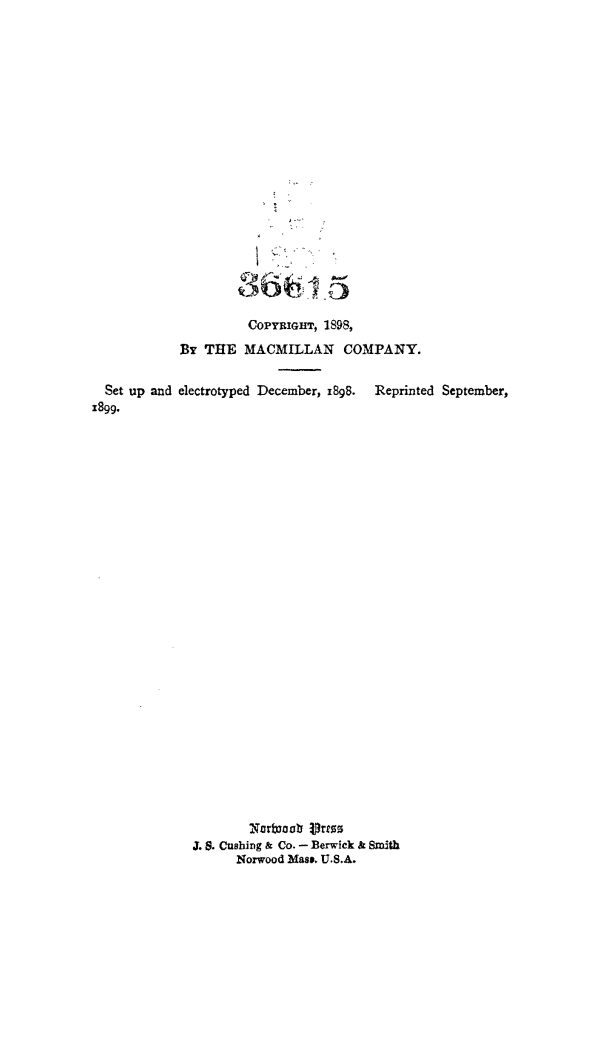 36615
COPYRIGHT, 1898,
BY THE MACMILLAN COMPANY.
Set up and electrotyped December, 1898. Reprinted September,
1899.
Norwood Press
J. S. Cushing & Co. — Berwick & Smith
Norwood Mass. U.S.A.